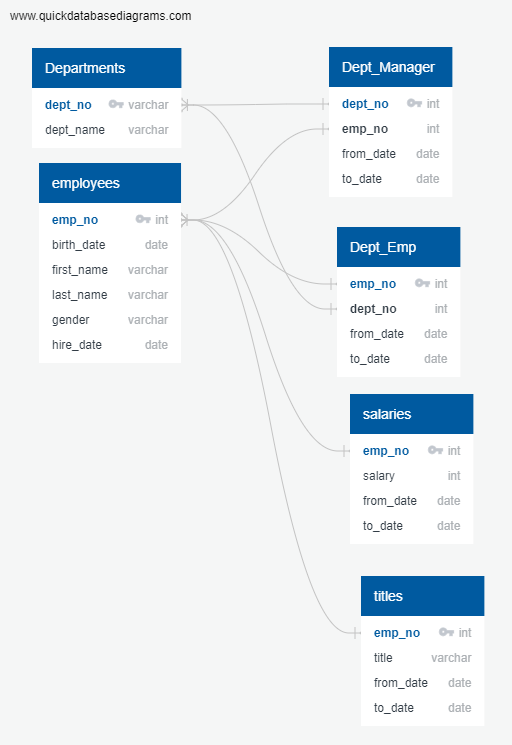 www.quickdatabasediagrams.com
Departments
dept_no varchar
dept_name varchar
employees
emp_no int
birth_date date
first_name varchar
last_name varchar
gender varchar
hire_date date
Dept_Manager
dept_no int
emp_no int
from_date date
to_date date
Dept_Emp
emp_no int
dept_no int
from_date date
to_date date
salaries
emp_no int
salary int
from_date date
to_date date
titles
emp_no int
title varchar
from_date date
to_date date